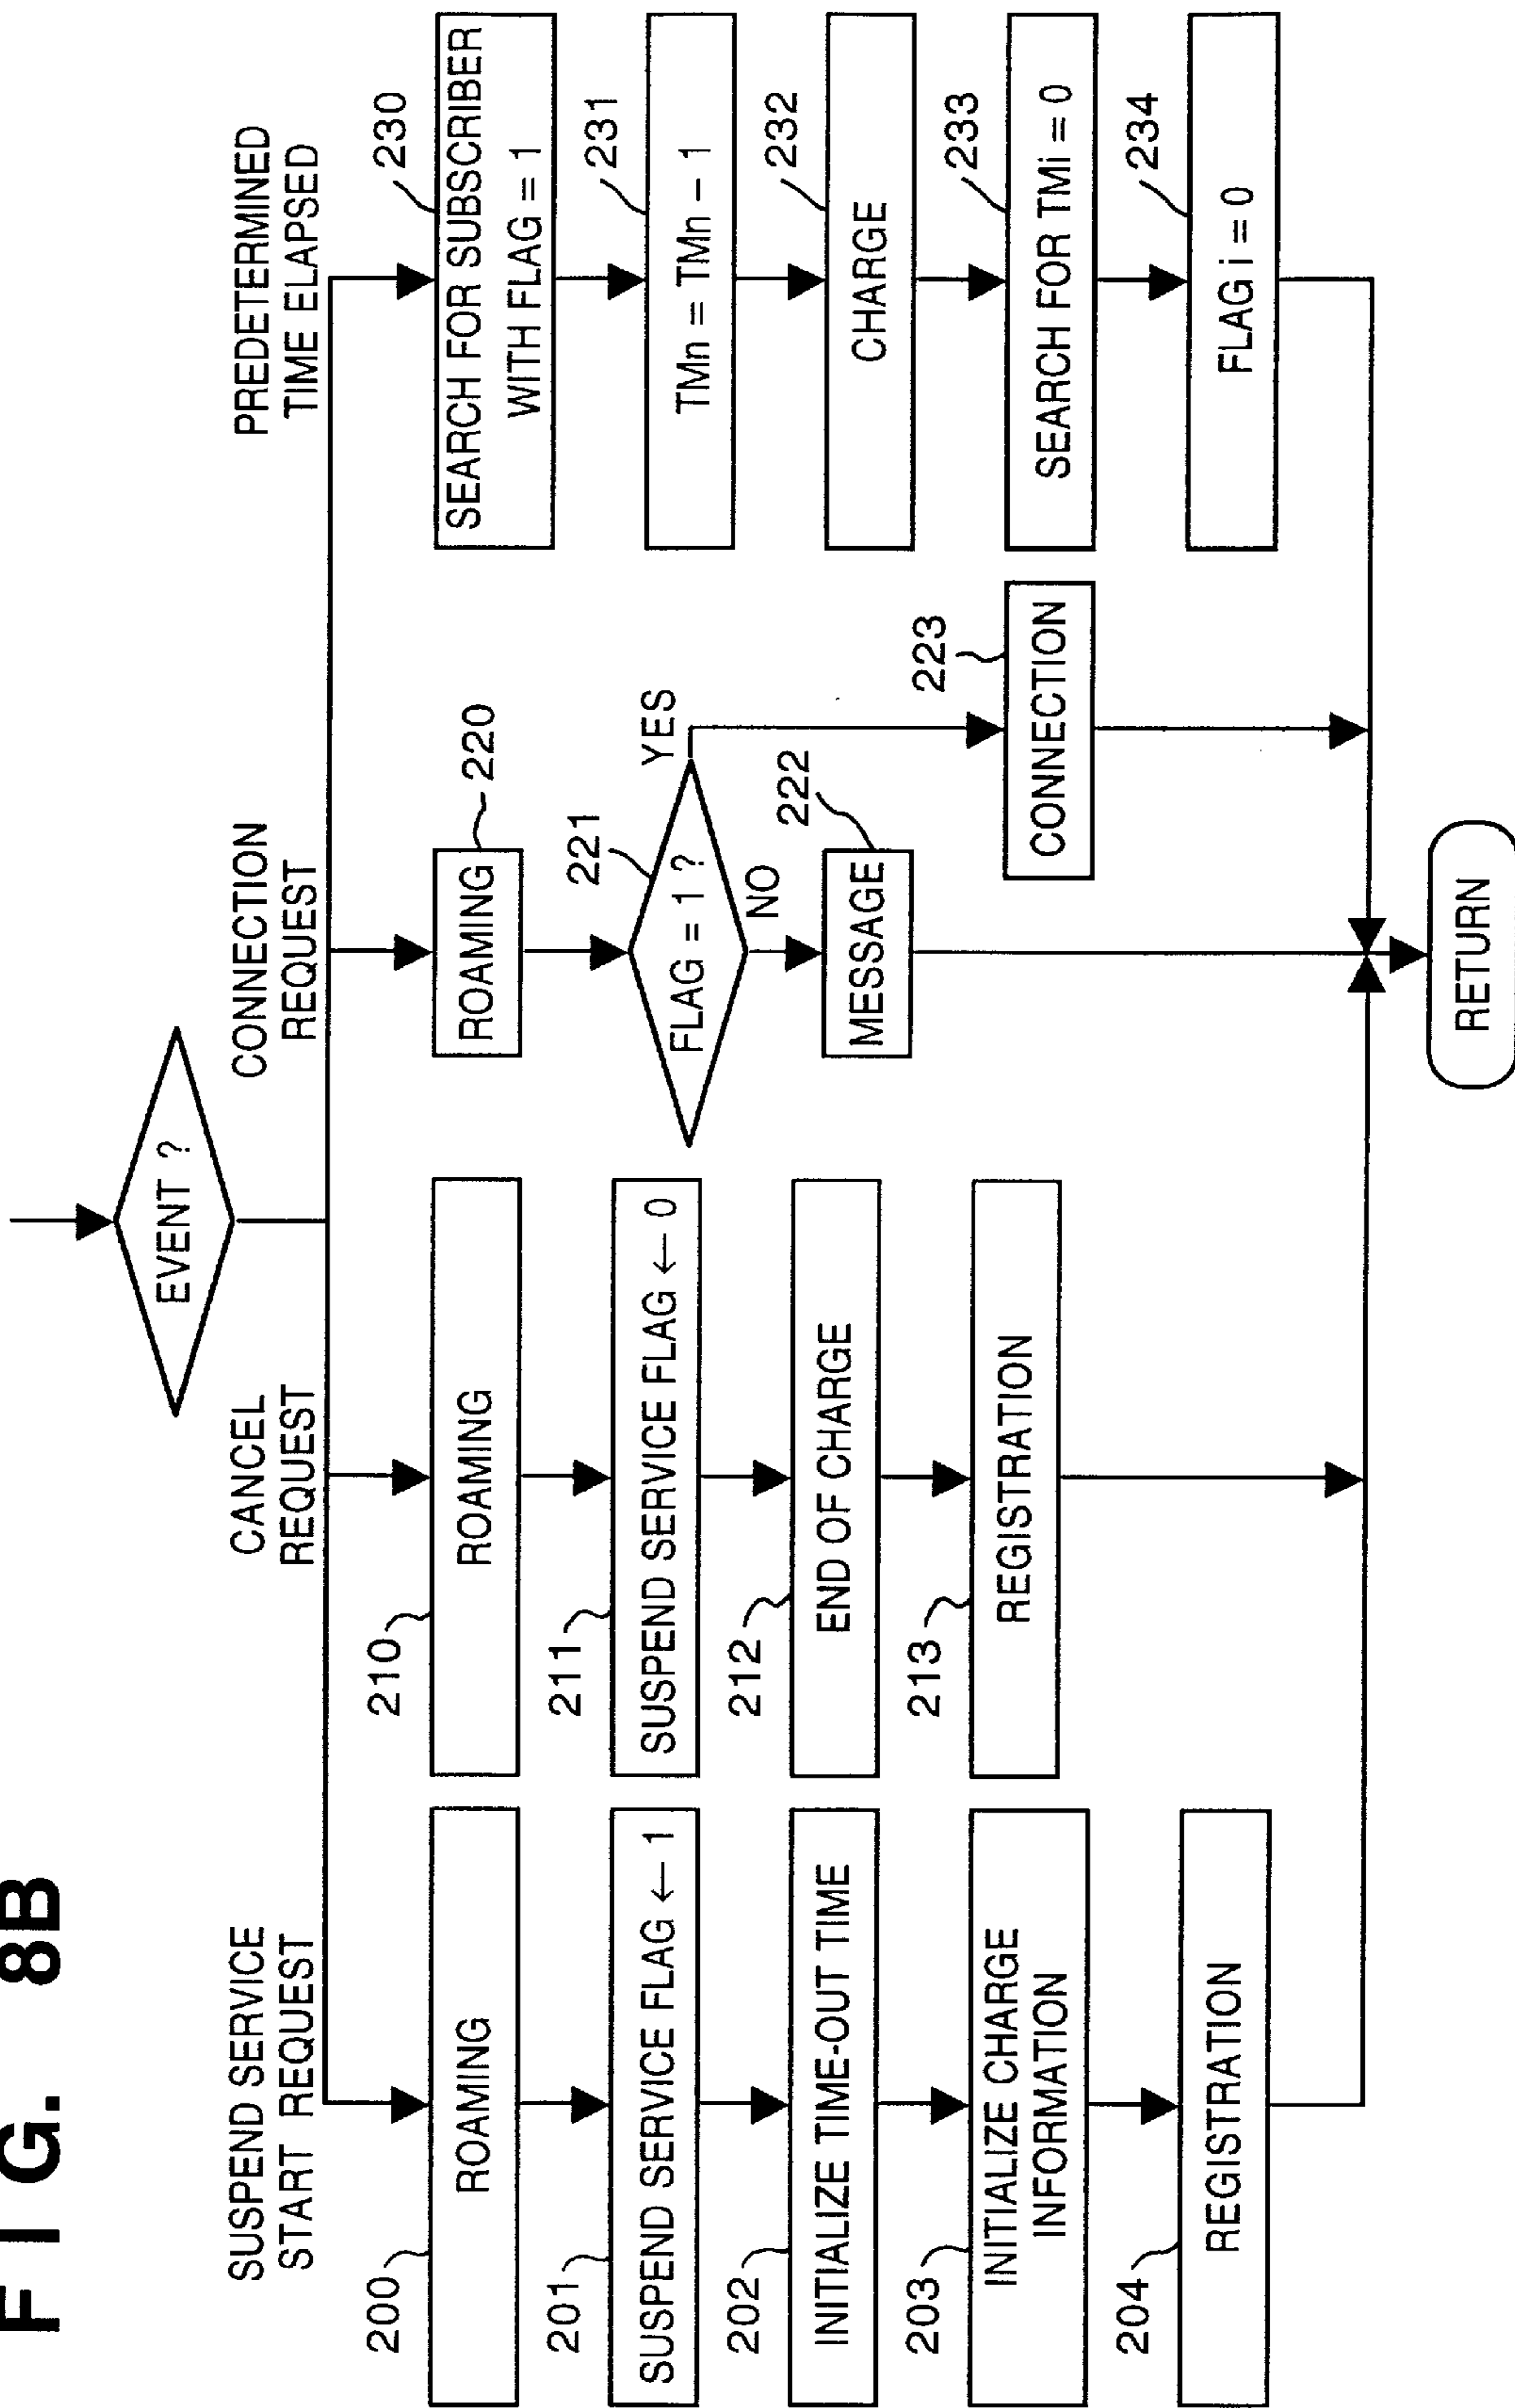 FIG. 8B
EVENT ?
SUSPEND SERVICE
START REQUEST
200
ROAMING
201
SUSPEND SERVICE FLAG ← 1
202
INITIALIZE TIME-OUT TIME
203
INITIALIZE CHARGE
INFORMATION
204
REGISTRATION
CANCEL
REQUEST
210
ROAMING
211
SUSPEND SERVICE FLAG ← 0
212
END OF CHARGE
213
REGISTRATION
CONNECTION
REQUEST
220
ROAMING
221
FLAG = 1 ?
YES
NO
222
MESSAGE
223
CONNECTION
PREDETERMINED
TIME ELAPSED
230
SEARCH FOR SUBSCRIBER
WITH FLAG = 1
231
TMn = TMn - 1
232
CHARGE
233
SEARCH FOR TMi = 0
234
FLAG i = 0
RETURN